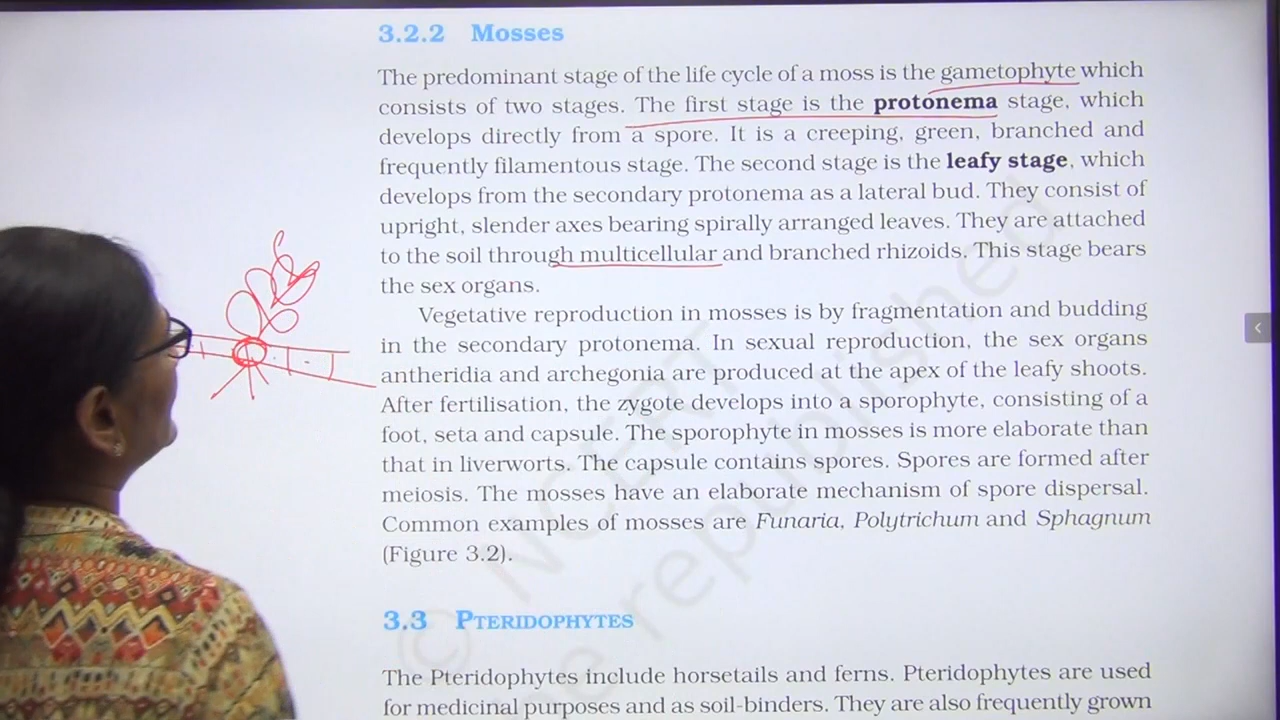 3.2.2 Mosses
The predominant stage of the life cycle of a moss is the gametophyte which
consists of two stages. The first stage is the protonema stage, which
develops directly from a spore. It is a creeping, green, branched and
frequently filamentous stage. The second stage is the leafy stage, which
develops from the secondary protonema as a lateral bud. They consist of
upright, slender axes bearing spirally arranged leaves. They are attached
to the soil through multicellular and branched rhizoids. This stage bears
the sex organs.
Vegetative reproduction in mosses is by fragmentation and budding
in the secondary protonema. In sexual reproduction, the sex organs
antheridia and archegonia are produced at the apex of the leafy shoots.
After fertilisation, the zygote develops into a sporophyte, consisting of a
foot, seta and capsule. The sporophyte in mosses is more elaborate than
that in liverworts. The capsule contains spores. Spores are formed after
meiosis. The mosses have an elaborate mechanism of spore dispersal.
Common examples of mosses are Funaria, Polytrichum and Sphagnum
(Figure 3.2).
3.3 PTERIDOPHYTES
The Pteridophytes include horsetails and ferns. Pteridophytes are used
for medicinal purposes and as soil-binders. They are also frequently grown
© NCERT
be republished